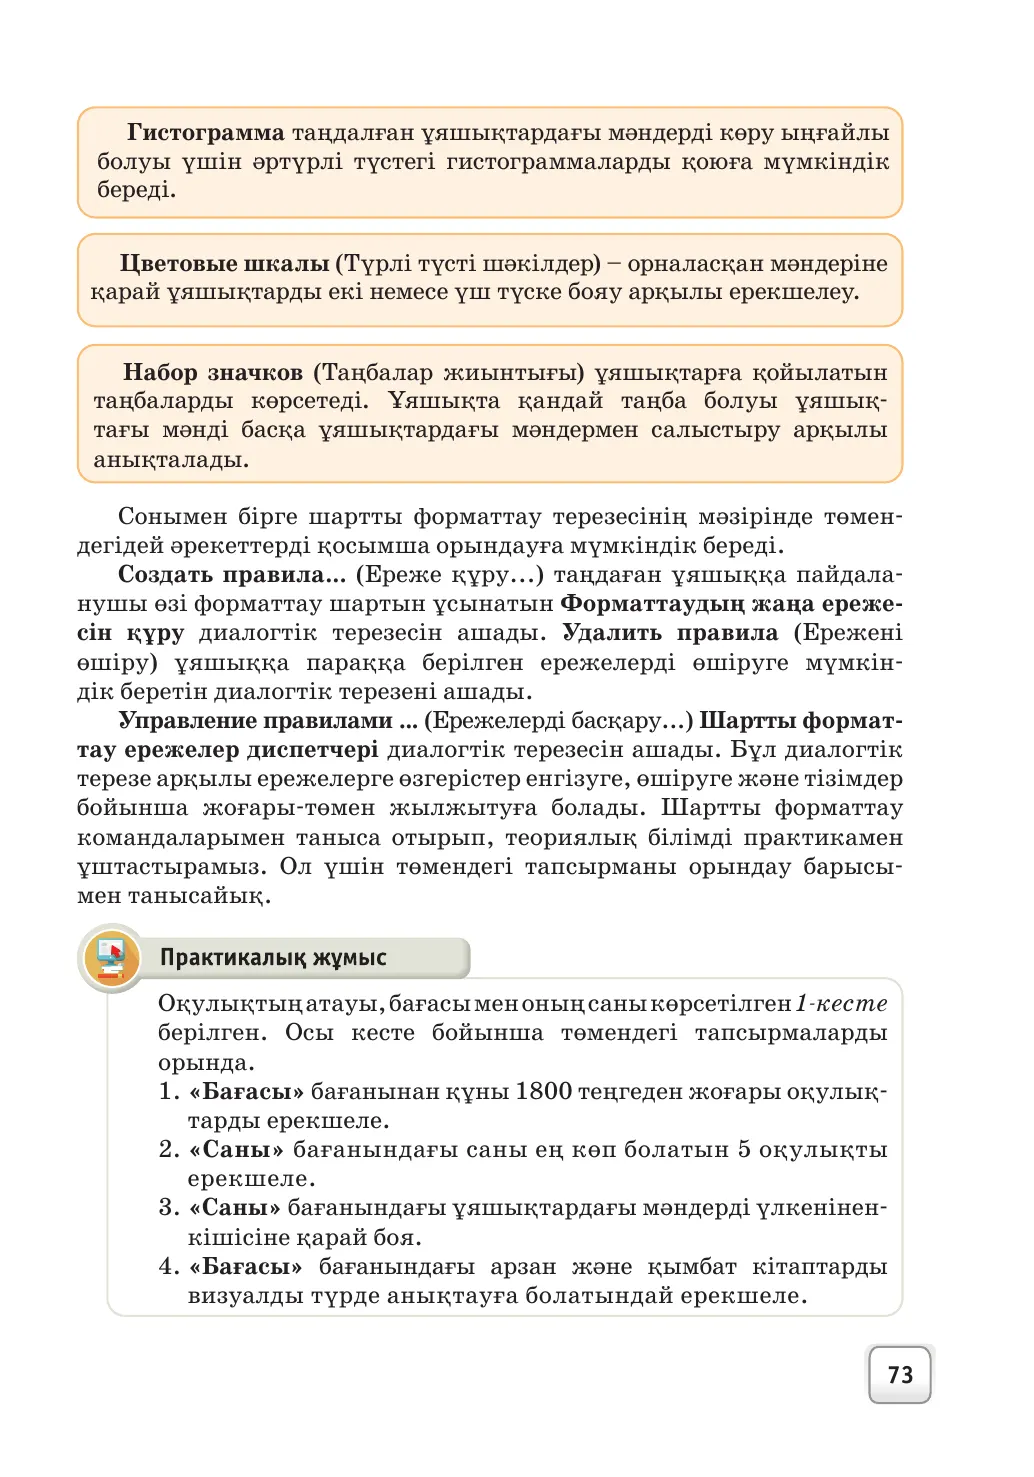 Гистограмма таңдалған ұяшықтардағы мәндерді көру ыңғайлы
болуы үшін әртүрлі түстегі гистограммаларды қоюға мүмкіндік
береді.
Цветовые шкалы (Түрлі түсті шәкілдер) – орналасқан мәндеріне
қарай ұяшықтарды екі немесе үш түске бояу арқылы ерекшелеу.
Набор значков (Таңбалар жиынтығы) ұяшықтарға қойылатын
таңбаларды көрсетеді. Ұяшықта қандай таңба болуы ұяшық-
тағы мәнді басқа ұяшықтардағы мәндермен салыстыру арқылы
анықталады.
Сонымен бірге шартты форматтау терезесінің мәзірінде төмен-
дегідей әрекеттерді қосымша орындауға мүмкіндік береді.
Создать правила... (Ереже құру...) таңдаған ұяшыққа пайдала-
нушы өзі форматтау шартын ұсынатын Форматтаудың жаңа ереже-
сін құру диалогтік терезесін ашады. Удалить правила (Ережені
өшіру) ұяшыққа параққа берілген ережелерді өшіруге мүмкін-
дік беретін диалогтік терезені ашады.
Управление правилами ... (Ережелерді басқару...) Шартты формат-
тау ережелер диспетчері диалогтік терезесін ашады. Бұл диалогтік
терезе арқылы ережелерге өзгерістер енгізуге, өшіруге және тізімдер
бойынша жоғары-төмен жылжытуға болады. Шартты форматтау
командаларымен таныса отырып, теориялық білімді практикамен
ұштастырамыз. Ол үшін төмендегі тапсырманы орындау барысы-
мен танысайық.
Практикалық жұмыс
Оқулықтың атауы, бағасы мен оның саны көрсетілген 1-кесте
берілген. Осы кесте бойынша төмендегі тапсырмаларды
орында.
1. «Бағасы» бағанынан құны 1800 теңгеден жоғары оқулық-
тарды ерекшеле.
2. «Саны» бағанындағы саны ең көп болатын 5 оқулықты
ерекшеле.
3. «Саны» бағанындағы ұяшықтардағы мәндерді үлкенінен-
кішісіне қарай боя.
4. «Бағасы» бағанындағы арзан және қымбат кітаптарды
визуалды түрде анықтауға болатындай ерекшеле.
73